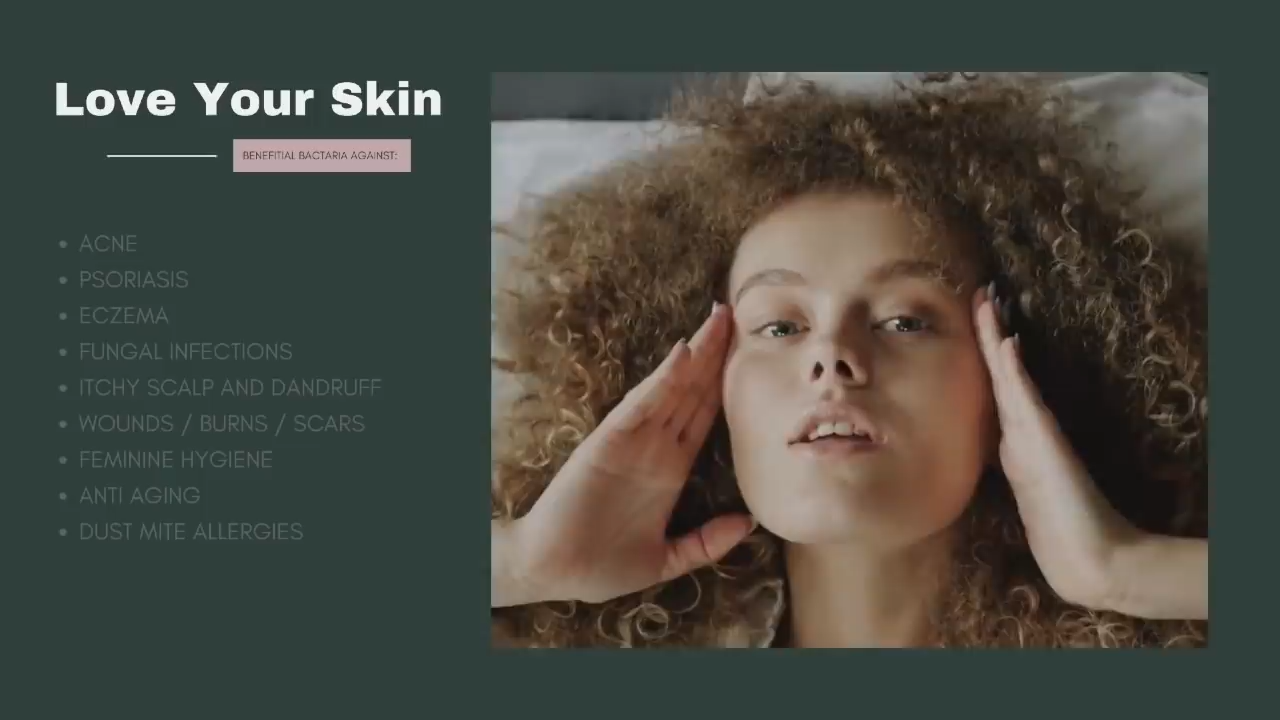 Love Your Skin
BENEFITIAL BACTARIA AGAINST:
• ACNE
• PSORIASIS
• ECZEMA
• FUNGAL INFECTIONS
• ITCHY SCALP AND DANDRUFF
• WOUNDS / BURNS / SCARS
• FEMININE HYGIENE
• ANTI AGING
• DUST MITE ALLERGIES